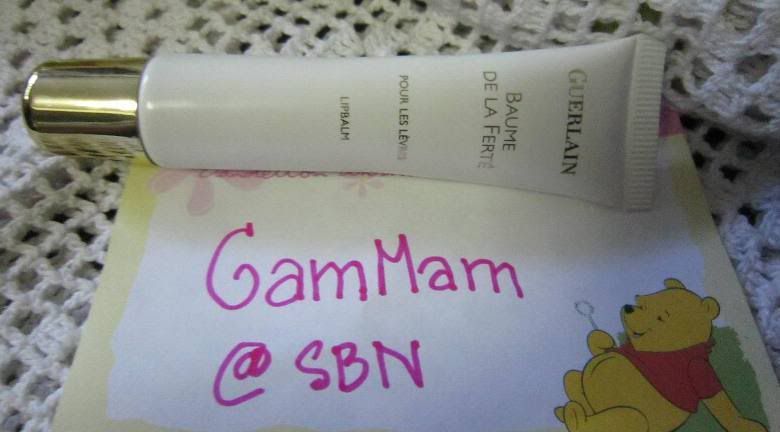 GUERLAIN
BAUME
DE LA FERTÉ
POUR LES LÈVRES
LIPBALM
GamMam
@ SBN